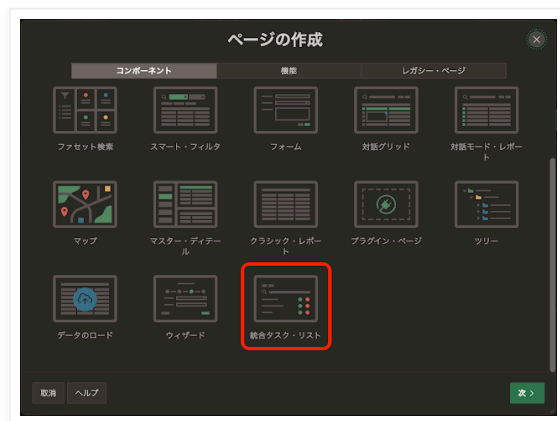 ページの作成
コンポーネント
機能
レガシー・ページ
ファセット検索
スマート・フィルタ
フォーム
対話グリッド
対話モード・レポー
ト
マップ
マスター・ディテー
ル
クラシック・レポー
ト
プラグイン・ページ
ツリー
データのロード
ウィザード
統合タスク・リスト
取消
ヘルプ
次 >